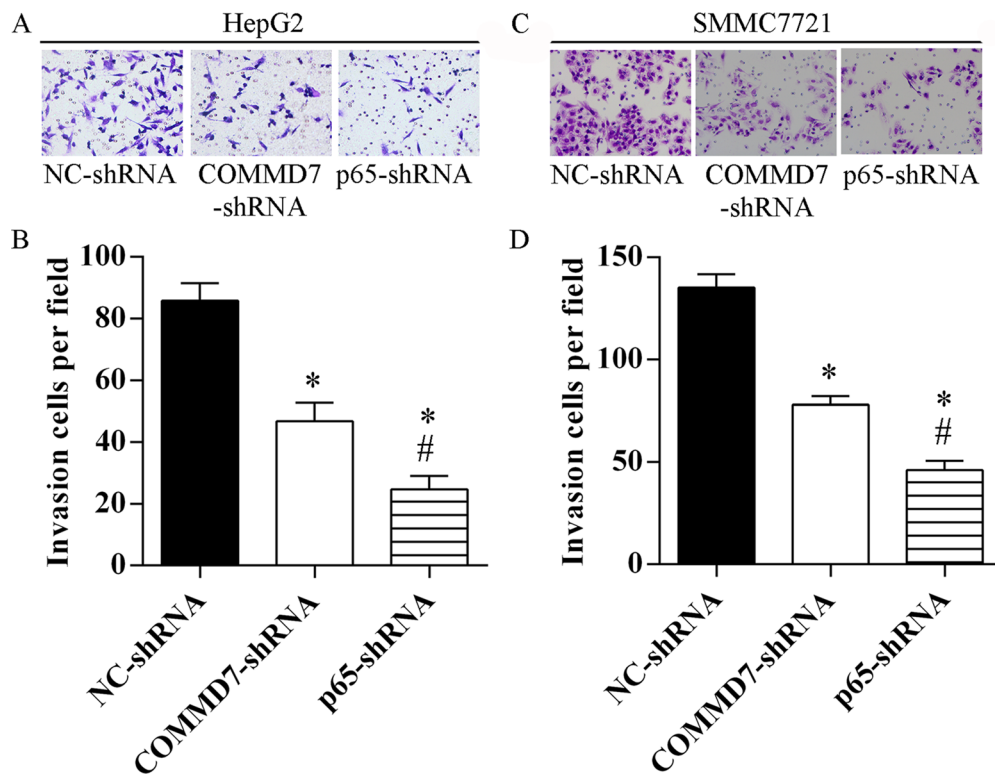 A
HepG2
NC-shRNA
COMMD7
-shRNA
p65-shRNA
C
SMMC7721
NC-shRNA
COMMD7
-shRNA
p65-shRNA
B
Invasion cells per field
100
80
60
40
20
0
*
*
#
NC-shRNA
COMMD7-shRNA
p65-shRNA
D
Invasion cells per field
150
100
50
0
*
*
#
NC-shRNA
COMMD7-shRNA
p65-shRNA